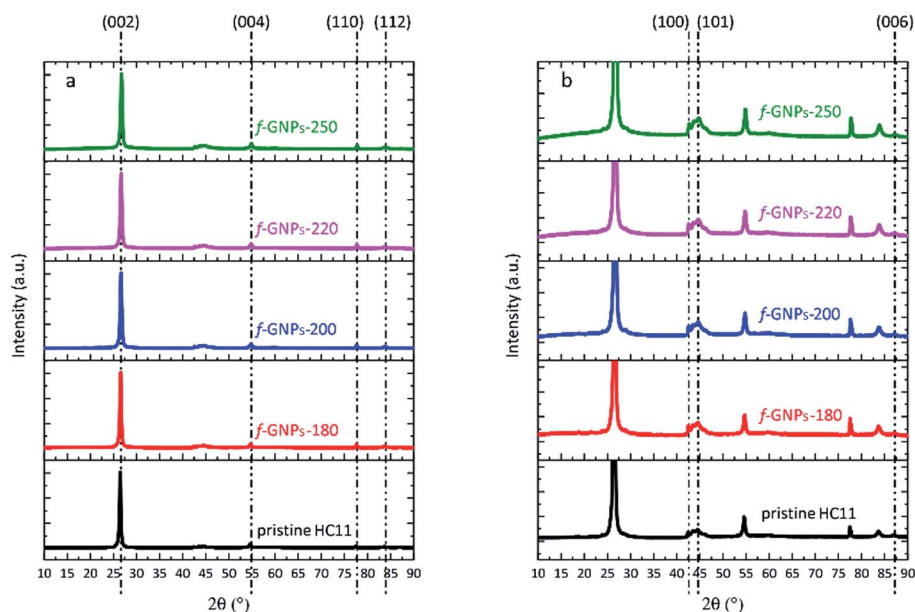 (002) (004) (110) (112)
a
f-GNPs-250
f-GNPs-220
f-GNPs-200
f-GNPs-180
pristine HC11
Intensity (a.u.)
10 15 20 25 30 35 40 45 50 55 60 65 70 75 80 85 90
2θ (°)
(100) (101) (006)
b
f-GNPs-250
f-GNPs-220
f-GNPs-200
f-GNPs-180
pristine HC11
Intensity (a.u.)
10 15 20 25 30 35 40 45 50 55 60 65 70 75 80 85 90
2θ (°)